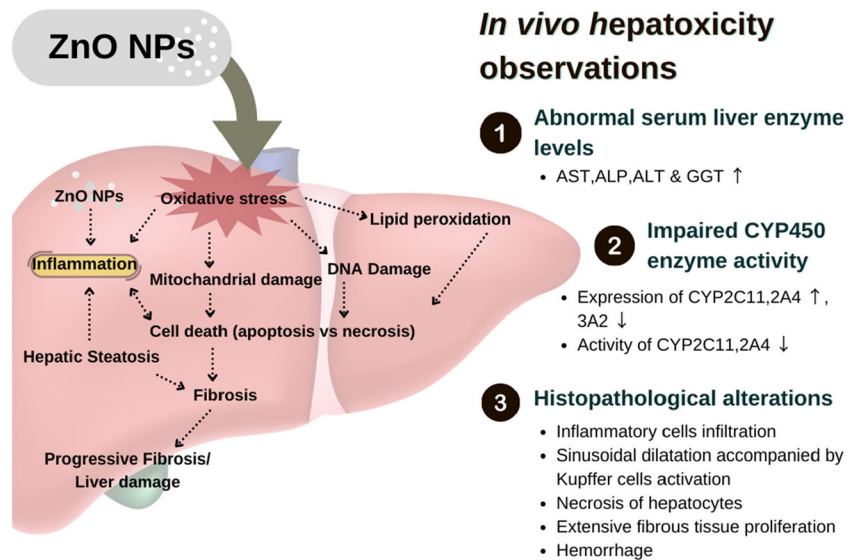 ZnO NPs
ZnO NPs
Oxidative stress
Lipid peroxidation
Inflammation
Mitochondrial damage
DNA Damage
Cell death (apoptosis vs necrosis)
Hepatic Steatosis
Fibrosis
Progressive Fibrosis/
Liver damage
In vivo hepatoxicity
observations
1
Abnormal serum liver enzyme
levels
• AST,ALP,ALT & GGT ↑
2
Impaired CYP450
enzyme activity
• Expression of CYP2C11,2A4 ↑,
3A2 ↓
• Activity of CYP2C11,2A4 ↓
3
Histopathological alterations
• Inflammatory cells infiltration
• Sinusoidal dilatation accompanied by
Kupffer cells activation
• Necrosis of hepatocytes
• Extensive fibrous tissue proliferation
• Hemorrhage